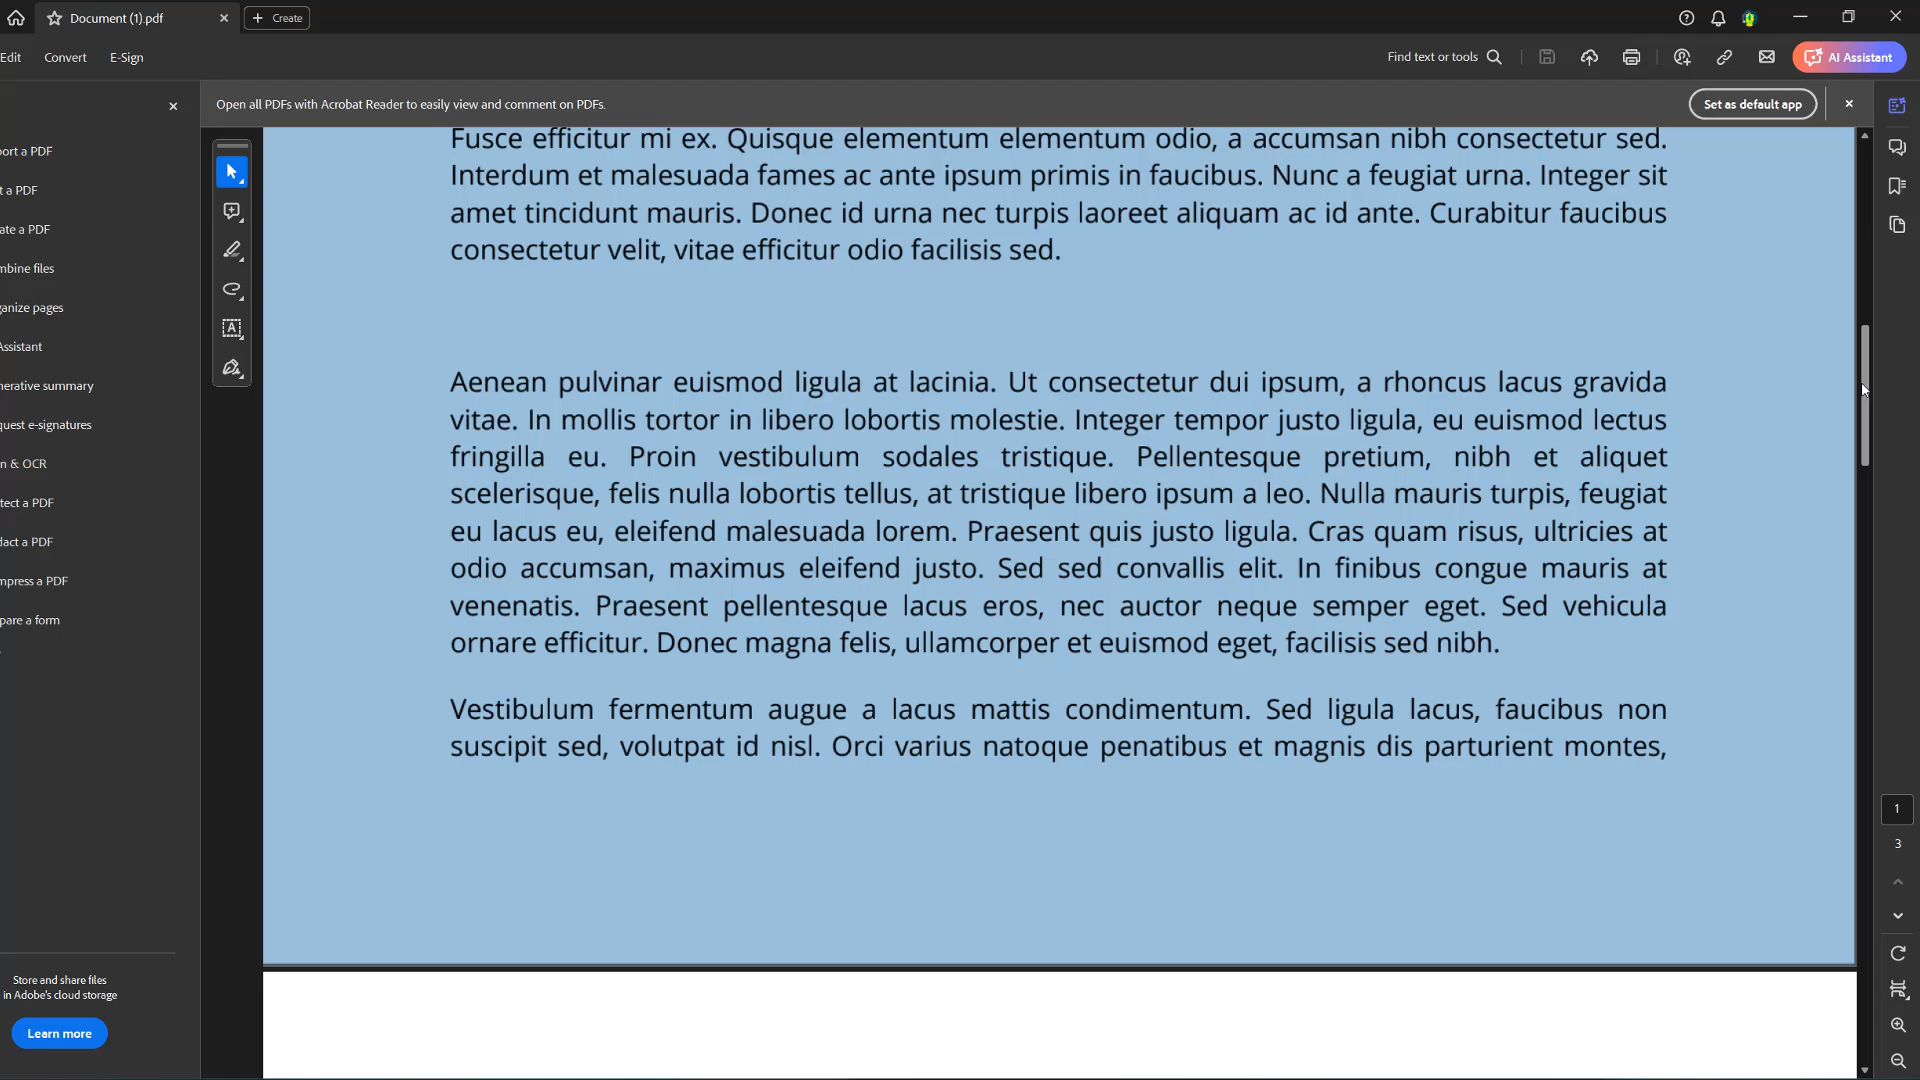 Document (1).pdf
Create
Edit
Convert
E-Sign
Find text or tools
AI Assistant
Open all PDFs with Acrobat Reader to easily view and comment on PDFs.
Set as default app
ort a PDF
t a PDF
ate a PDF
mbine files
ganize pages
Assistant
nerative summary
quest e-signatures
n & OCR
tect a PDF
dact a PDF
mpress a PDF
pare a form
Store and share files
in Adobe's cloud storage
Learn more
Fusce efficitur mi ex. Quisque elementum elementum odio, a accumsan nibh consectetur sed.
Interdum et malesuada fames ac ante ipsum primis in faucibus. Nunc a feugiat urna. Integer sit
amet tincidunt mauris. Donec id urna nec turpis laoreet aliquam ac id ante. Curabitur faucibus
consectetur velit, vitae efficitur odio facilisis sed.
Aenean pulvinar euismod ligula at lacinia. Ut consectetur dui ipsum, a rhoncus lacus gravida
vitae. In mollis tortor in libero lobortis molestie. Integer tempor justo ligula, eu euismod lectus
fringilla eu. Proin vestibulum sodales tristique. Pellentesque pretium, nibh et aliquet
scelerisque, felis nulla lobortis tellus, at tristique libero ipsum a leo. Nulla mauris turpis, feugiat
eu lacus eu, eleifend malesuada lorem. Praesent quis justo ligula. Cras quam risus, ultricies at
odio accumsan, maximus eleifend justo. Sed sed convallis elit. In finibus congue mauris at
venenatis. Praesent pellentesque lacus eros, nec auctor neque semper eget. Sed vehicula
ornare efficitur. Donec magna felis, ullamcorper et euismod eget, facilisis sed nibh.
Vestibulum fermentum augue a lacus mattis condimentum. Sed ligula lacus, faucibus non
suscipit sed, volutpat id nisl. Orci varius natoque penatibus et magnis dis parturient montes,
1
3